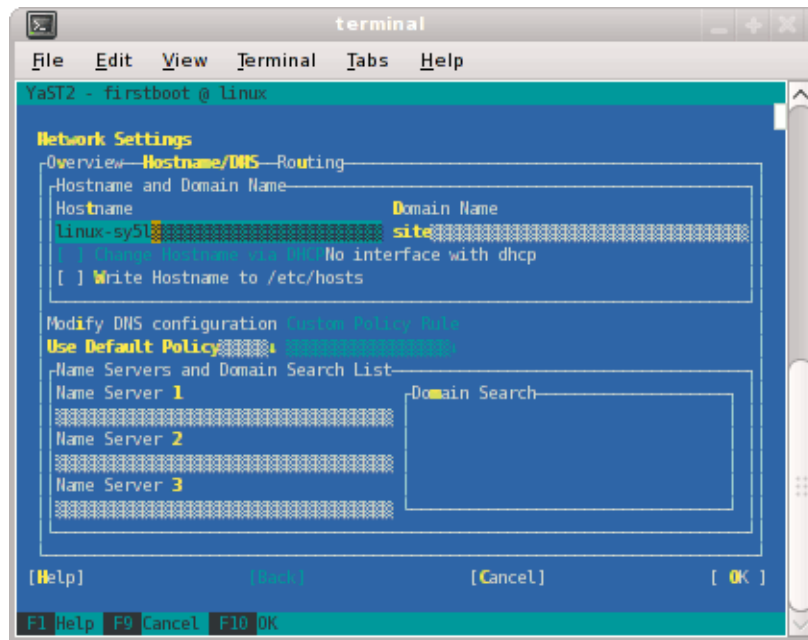 terminal
File Edit View Terminal Tabs Help
YaST2 - firstboot @ linux
Network Settings
Overview Hostname/DNS Routing
Hostname and Domain Name
Hostname Domain Name
linux-sy5l site
[ ] Change Hostname via DHCP No interface with dhcp
[ ] Write Hostname to /etc/hosts
Modify DNS configuration Custom Policy Rule
Use Default Policy
Name Servers and Domain Search List
Name Server 1 Domain Search
Name Server 2
Name Server 3
[Help] [Back] [Cancel] [ OK ]
F1 Help F9 Cancel F10 OK